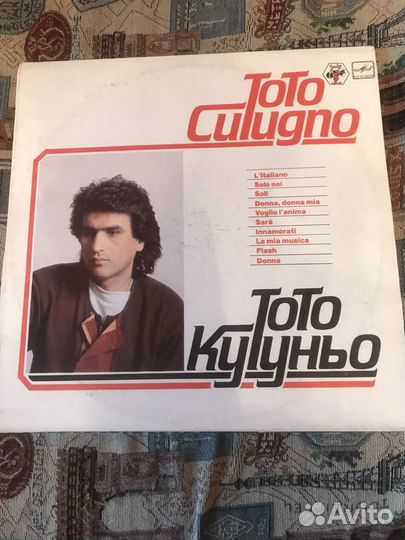 ToTo
Cutugno
L'Italiano
Solo noi
Soli
Donna, donna mia
Voglio l'anima
Sarà
Innamorati
La mia musica
Flash
Donna
ТоТо
Кутуньо
Avito